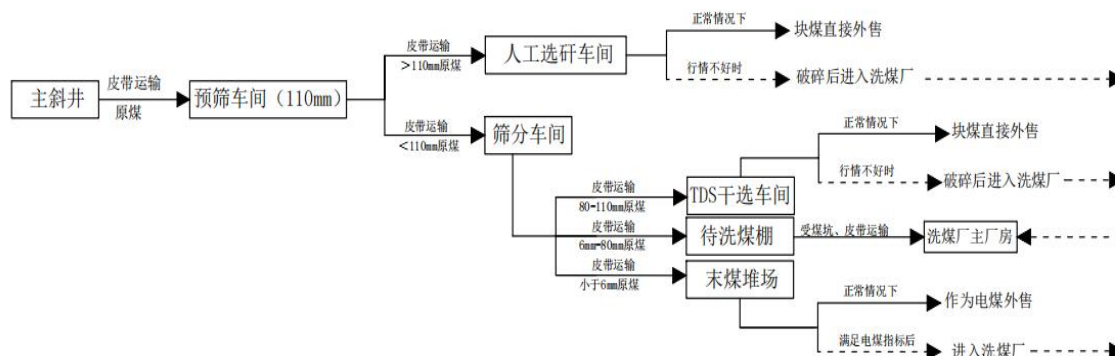 正常情况下
块煤直接外售
皮带运输
>110mm原煤
人工选矸车间
行情不好时
破碎后进入洗煤厂
主斜井
皮带运输
原煤
预筛车间（110mm）
皮带运输
<110mm原煤
筛分车间
正常情况下
块煤直接外售
行情不好时
破碎后进入洗煤厂
皮带运输
80-110mm原煤
TDS干选车间
皮带运输
6mm-80mm原煤
待洗煤棚
受煤坑、皮带运输
洗煤厂主厂房
皮带运输
小于6mm原煤
末煤堆场
正常情况下
作为电煤外售
满足电煤指标后
进入洗煤厂